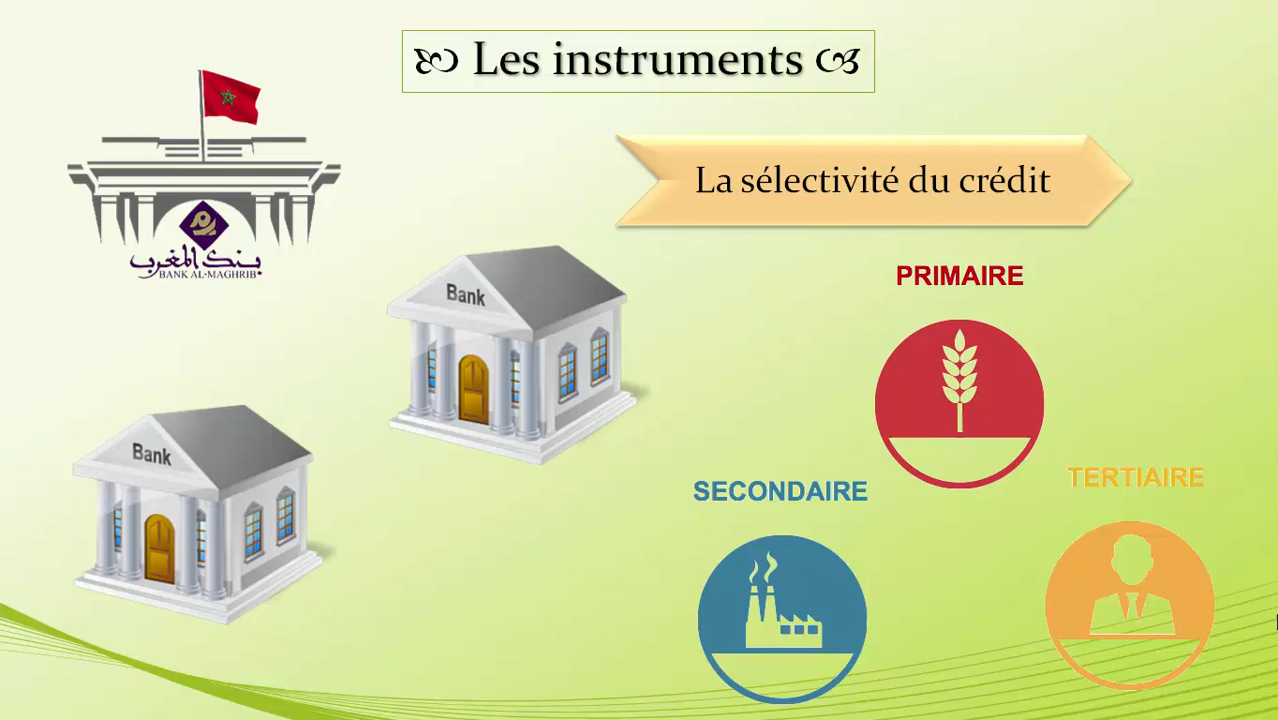 Les instruments
La sélectivité du crédit
بنك المغرب
BANK AL-MAGHRIB
PRIMAIRE
Bank
Bank
SECONDAIRE
TERTIAIRE